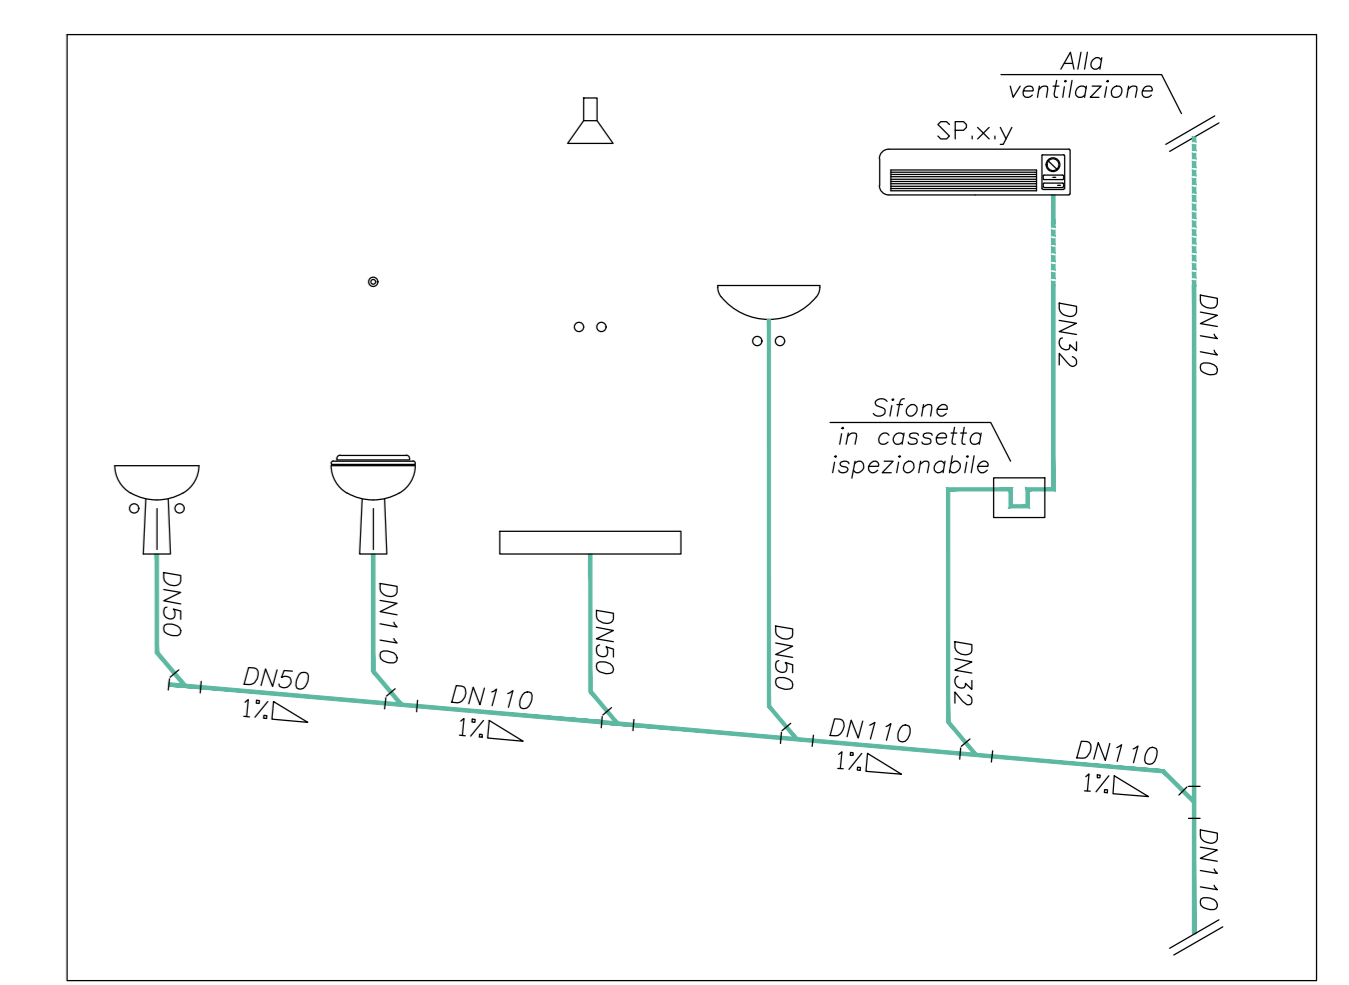 Alla
ventilazione
SP.x.y
DN32
DN110
Sifone
in cassetta
ispezionabile
DN50
DN110
DN50
DN50
DN32
DN50
1%
DN110
1%
DN110
1%
DN110
1%
DN110